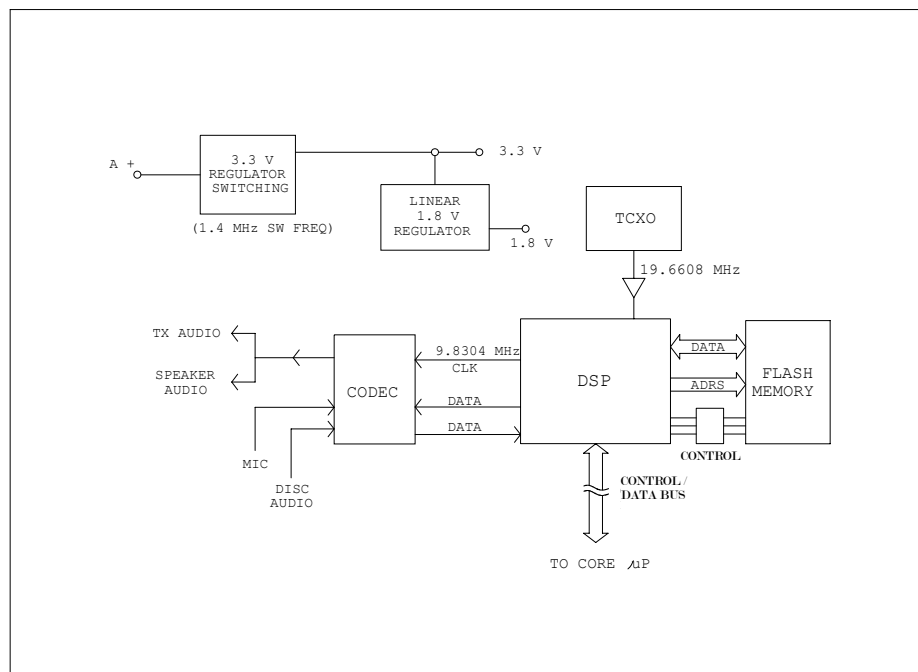 A +
3.3 V
REGULATOR
SWITCHING
(1.4 MHz SW FREQ)
3.3 V
LINEAR
1.8 V
REGULATOR
1.8 V
TCXO
19.6608 MHz
TX AUDIO
SPEAKER
AUDIO
CODEC
9.8304 MHz
CLK
DATA
DATA
DSP
DATA
ADRS
FLASH
MEMORY
CONTROL
MIC
DISC
AUDIO
CONTROL /
DATA BUS
TO CORE µP